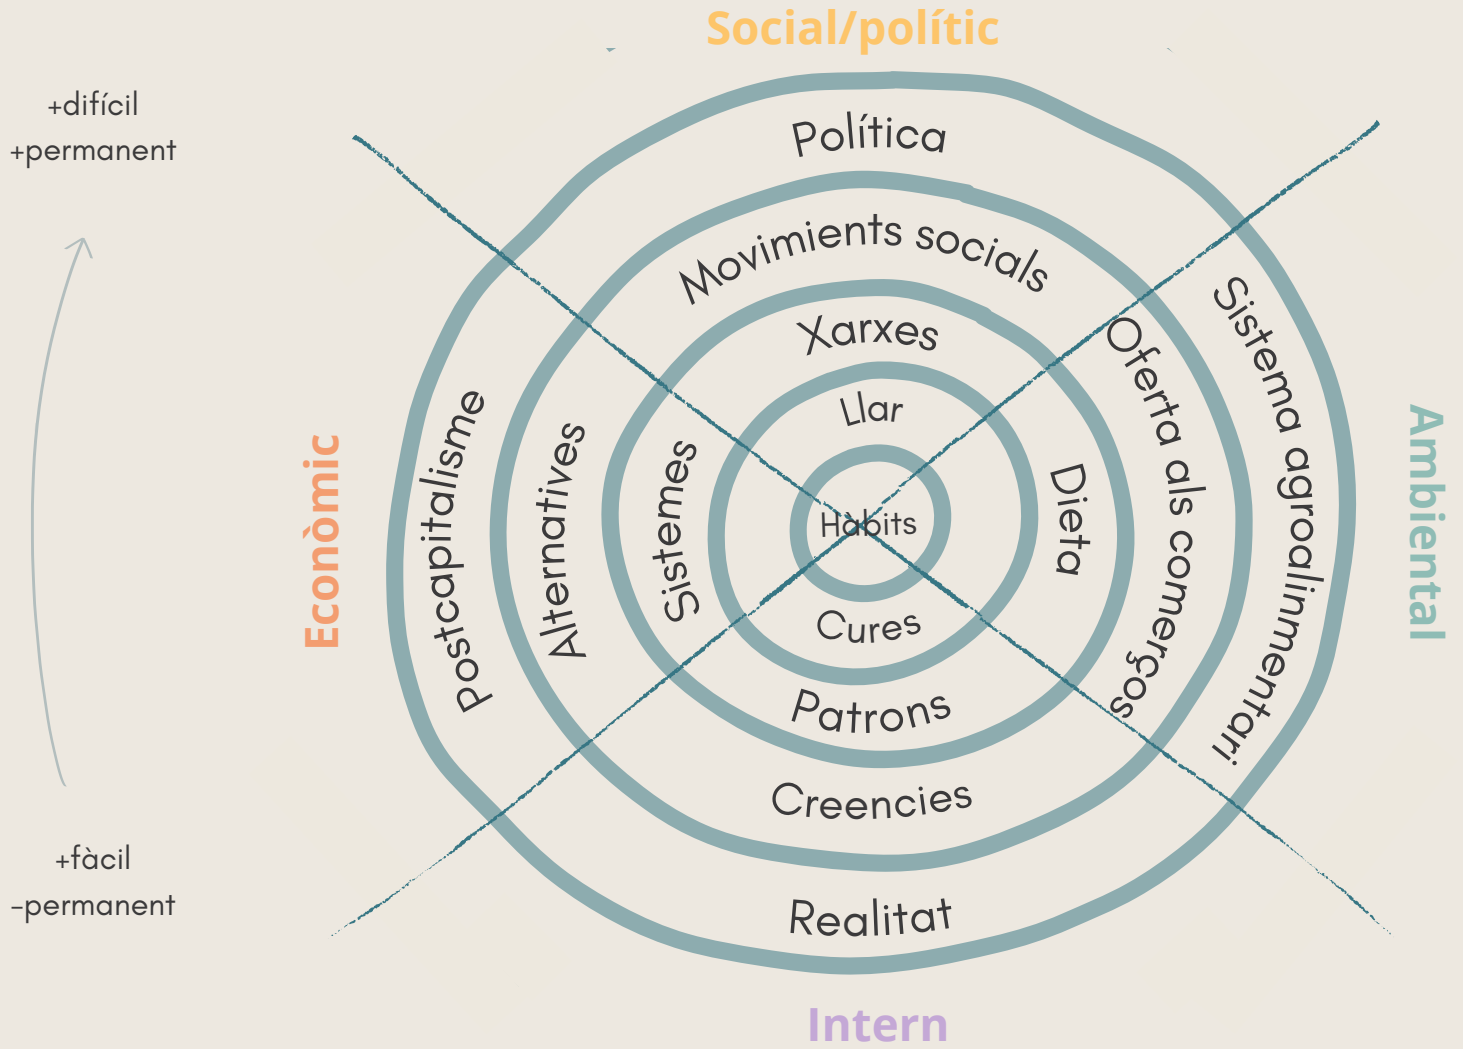 Social/polític
+difícil
+permanent
Política
Movimients socials
Xarxes
Llar
Hàbits
Cures
Patrons
Creencies
Realitat
Econòmic
Postcapitalisme
Alternatives
Sistemes
Dieta
Oferta als comerços
Sistema agroalinmentari
Ambiental
+fàcil
-permanent
Intern